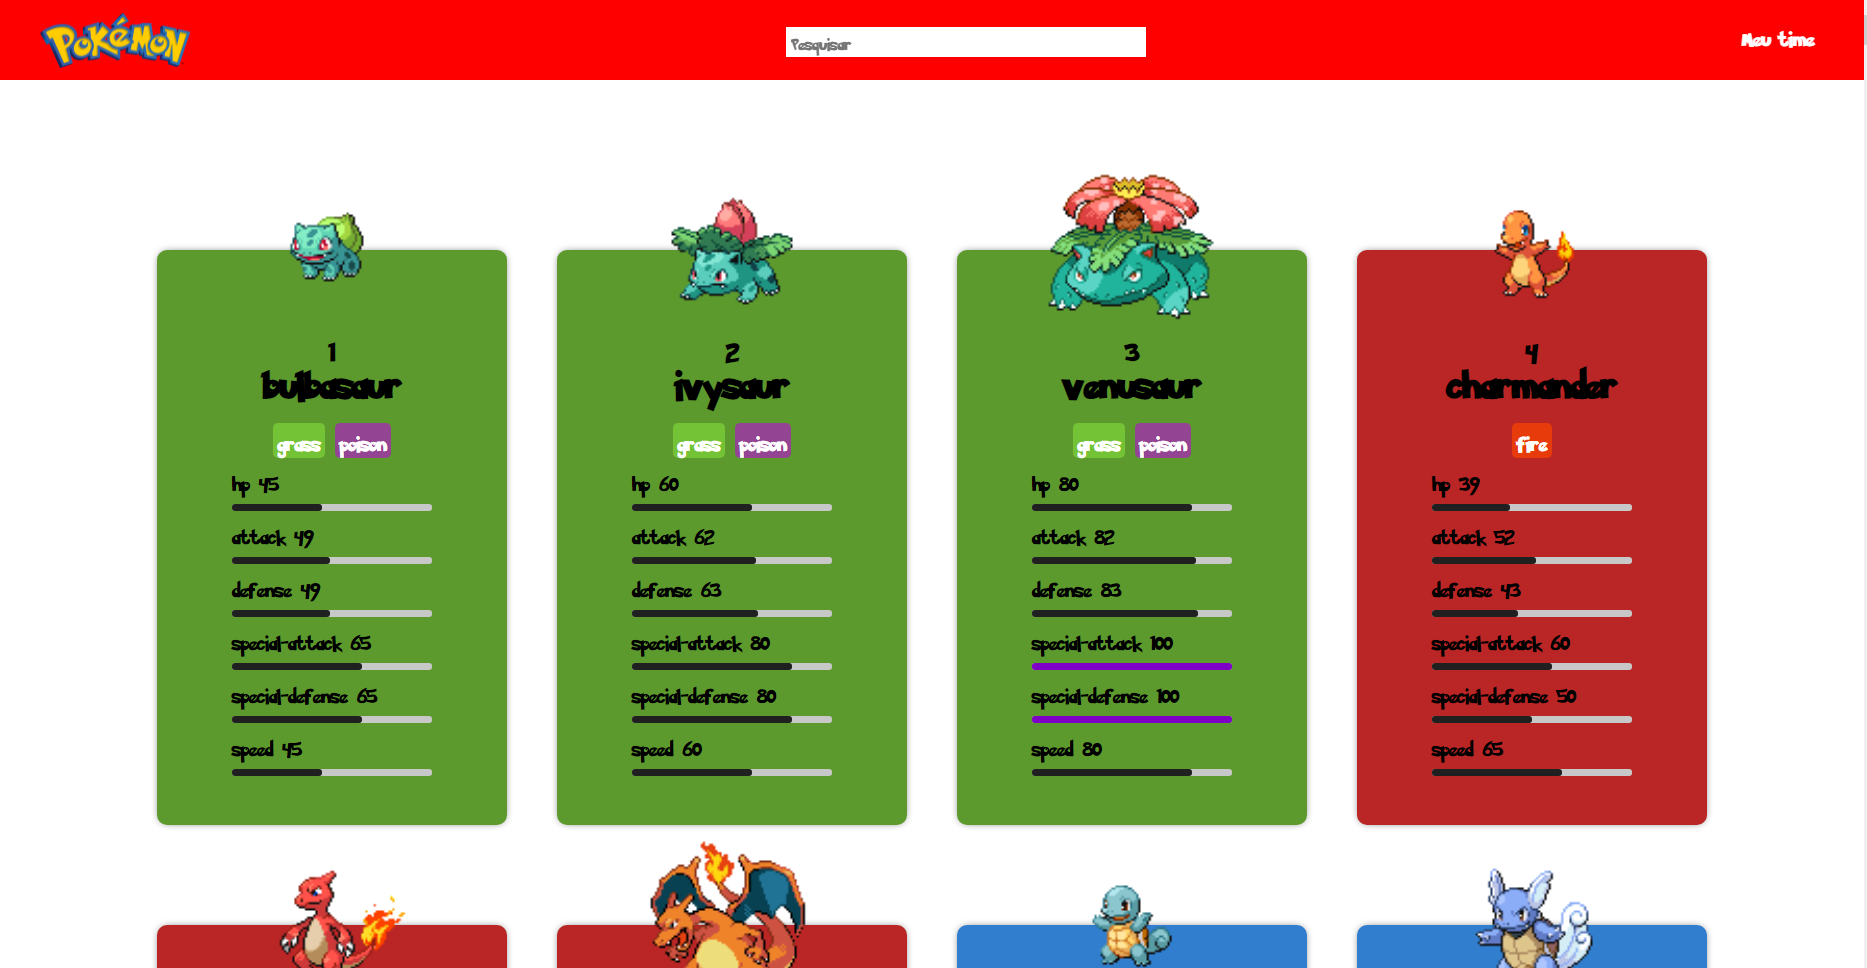 POKéMON
Pesquisar
Meu time
1
bulbasaur
grass poison
hp 45
attack 49
defense 49
special-attack 65
special-defense 65
speed 45
2
ivysaur
grass poison
hp 60
attack 62
defense 63
special-attack 80
special-defense 80
speed 60
3
venusaur
grass poison
hp 80
attack 82
defense 83
special-attack 100
special-defense 100
speed 80
4
charmander
fire
hp 39
attack 52
defense 43
special-attack 60
special-defense 50
speed 65